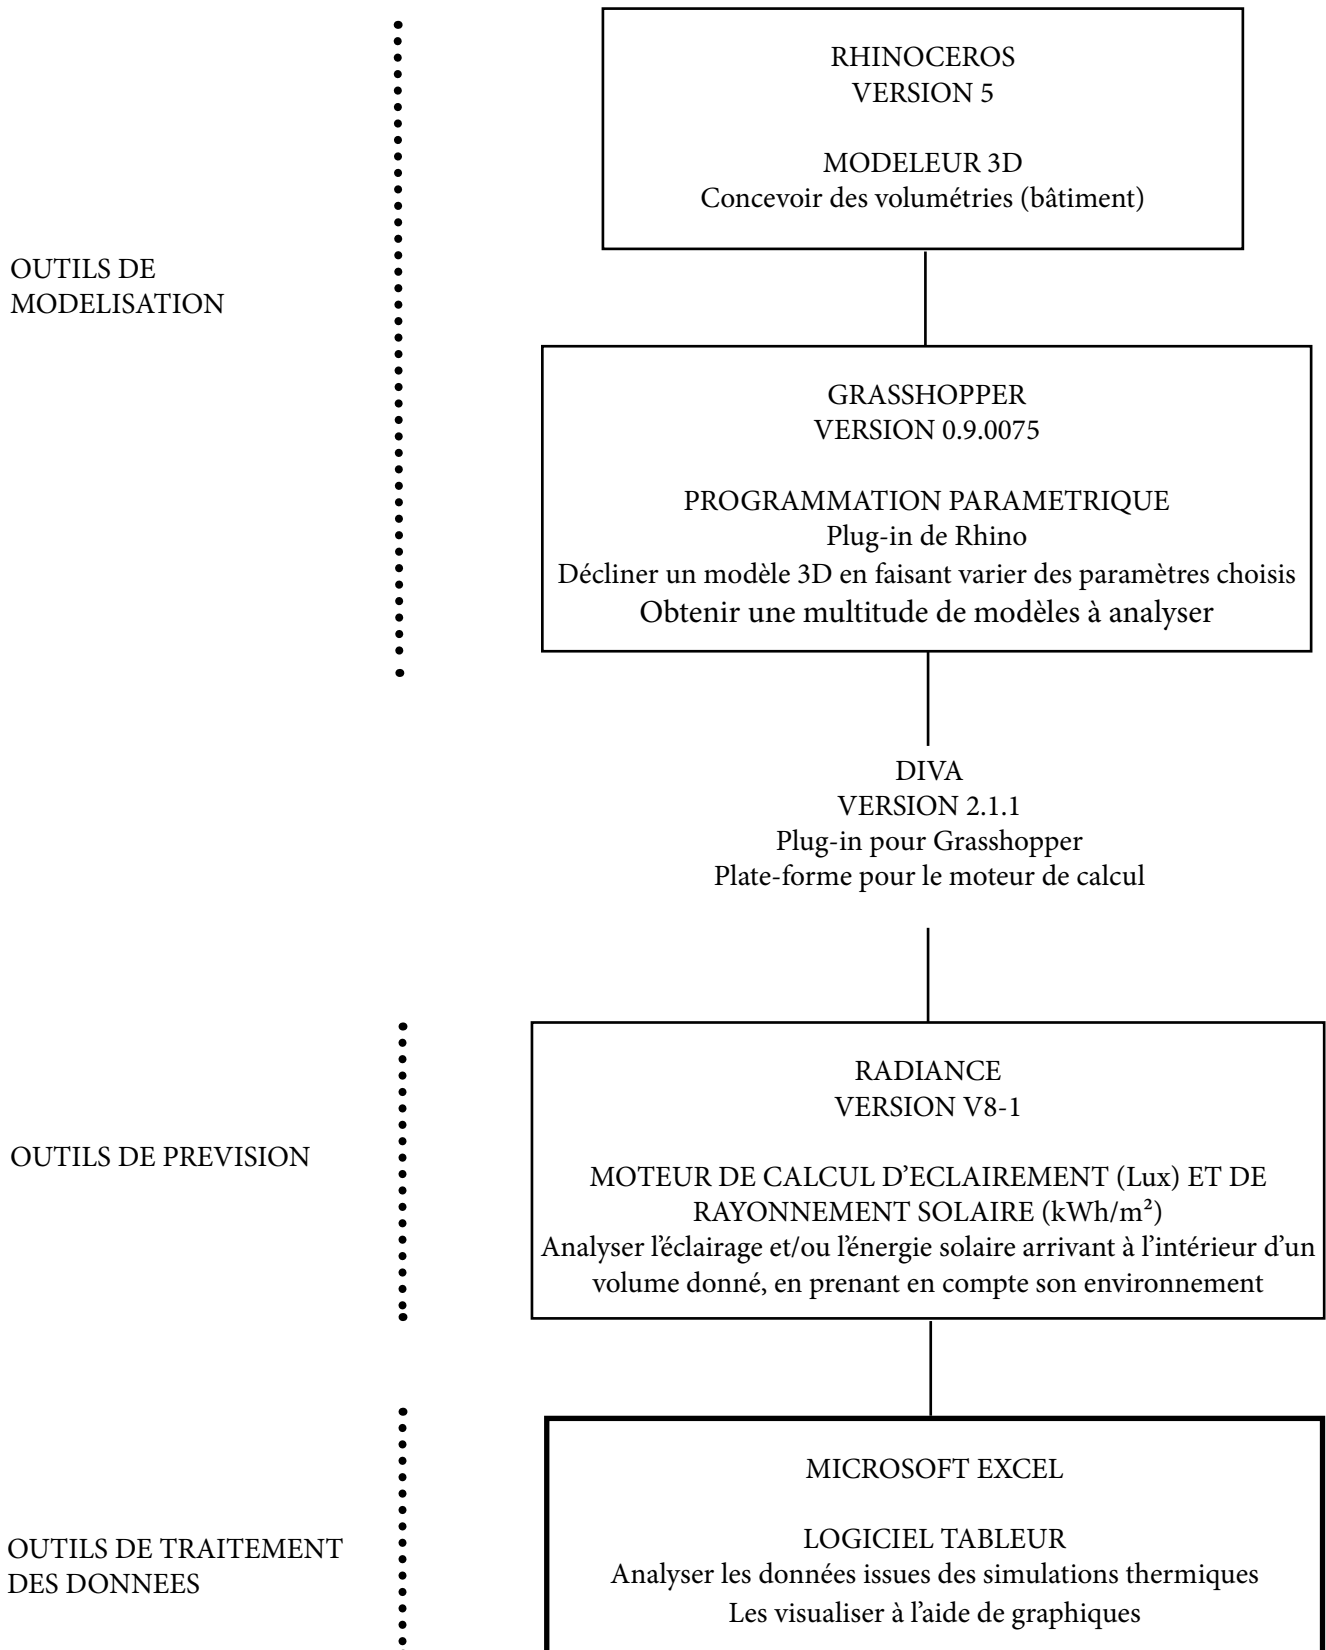 RHINOCEROS
VERSION 5
MODELEUR 3D
Concevoir des volumétries (bâtiment)
OUTILS DE
MODELISATION
GRASSHOPPER
VERSION 0.9.0075
PROGRAMMATION PARAMETRIQUE
Plug-in de Rhino
Décliner un modèle 3D en faisant varier des paramètres choisis
Obtenir une multitude de modèles à analyser
DIVA
VERSION 2.1.1
Plug-in pour Grasshopper
Plate-forme pour le moteur de calcul
OUTILS DE PREVISION
RADIANCE
VERSION V8-1
MOTEUR DE CALCUL D’ECLAIREMENT (Lux) ET DE
RAYONNEMENT SOLAIRE (kWh/m²)
Analyser l’éclairage et/ou l’énergie solaire arrivant à l’intérieur d’un
volume donné, en prenant en compte son environnement
OUTILS DE TRAITEMENT
DES DONNEES
MICROSOFT EXCEL
LOGICIEL TABLEUR
Analyser les données issues des simulations thermiques
Les visualiser à l’aide de graphiques